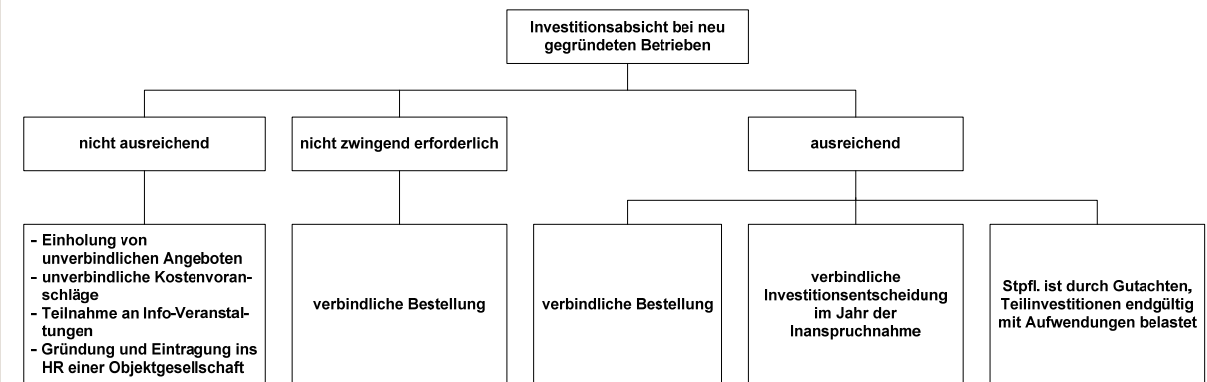 Investitionsabsicht bei neu
gegründeten Betrieben
nicht ausreichend
nicht zwingend erforderlich
ausreichend
- Einholung von
unverbindlichen Angeboten
- unverbindliche Kostenvoran-
schläge
- Teilnahme an Info-Veranstal-
tungen
- Gründung und Eintragung ins
HR einer Objektgesellschaft
verbindliche Bestellung
verbindliche Bestellung
verbindliche
Investitionsentscheidung
im Jahr der
Inanspruchnahme
Stpfl. ist durch Gutachten,
Teilinvestitionen endgültig
mit Aufwendungen belastet